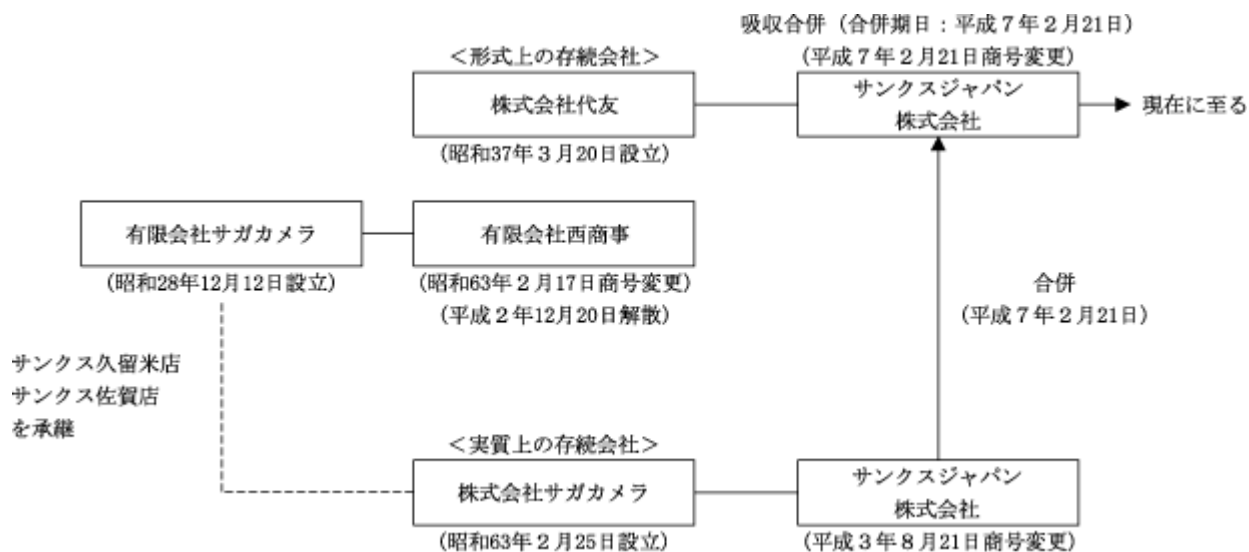 吸収合併（合併期日：平成７年２月21日）
＜形式上の存続会社＞
（平成７年２月21日商号変更）
株式会社代友
サンクスジャパン
株式会社
現在に至る
（昭和37年３月20日設立）
有限会社サガカメラ
有限会社西商事
（昭和28年12月12日設立）
（昭和63年２月17日商号変更）
（平成２年12月20日解散）
合併
（平成７年２月21日）
サンクス久留米店
サンクス佐賀店
を承継
＜実質上の存続会社＞
株式会社サガカメラ
サンクスジャパン
株式会社
（昭和63年２月25日設立）
（平成３年８月21日商号変更）